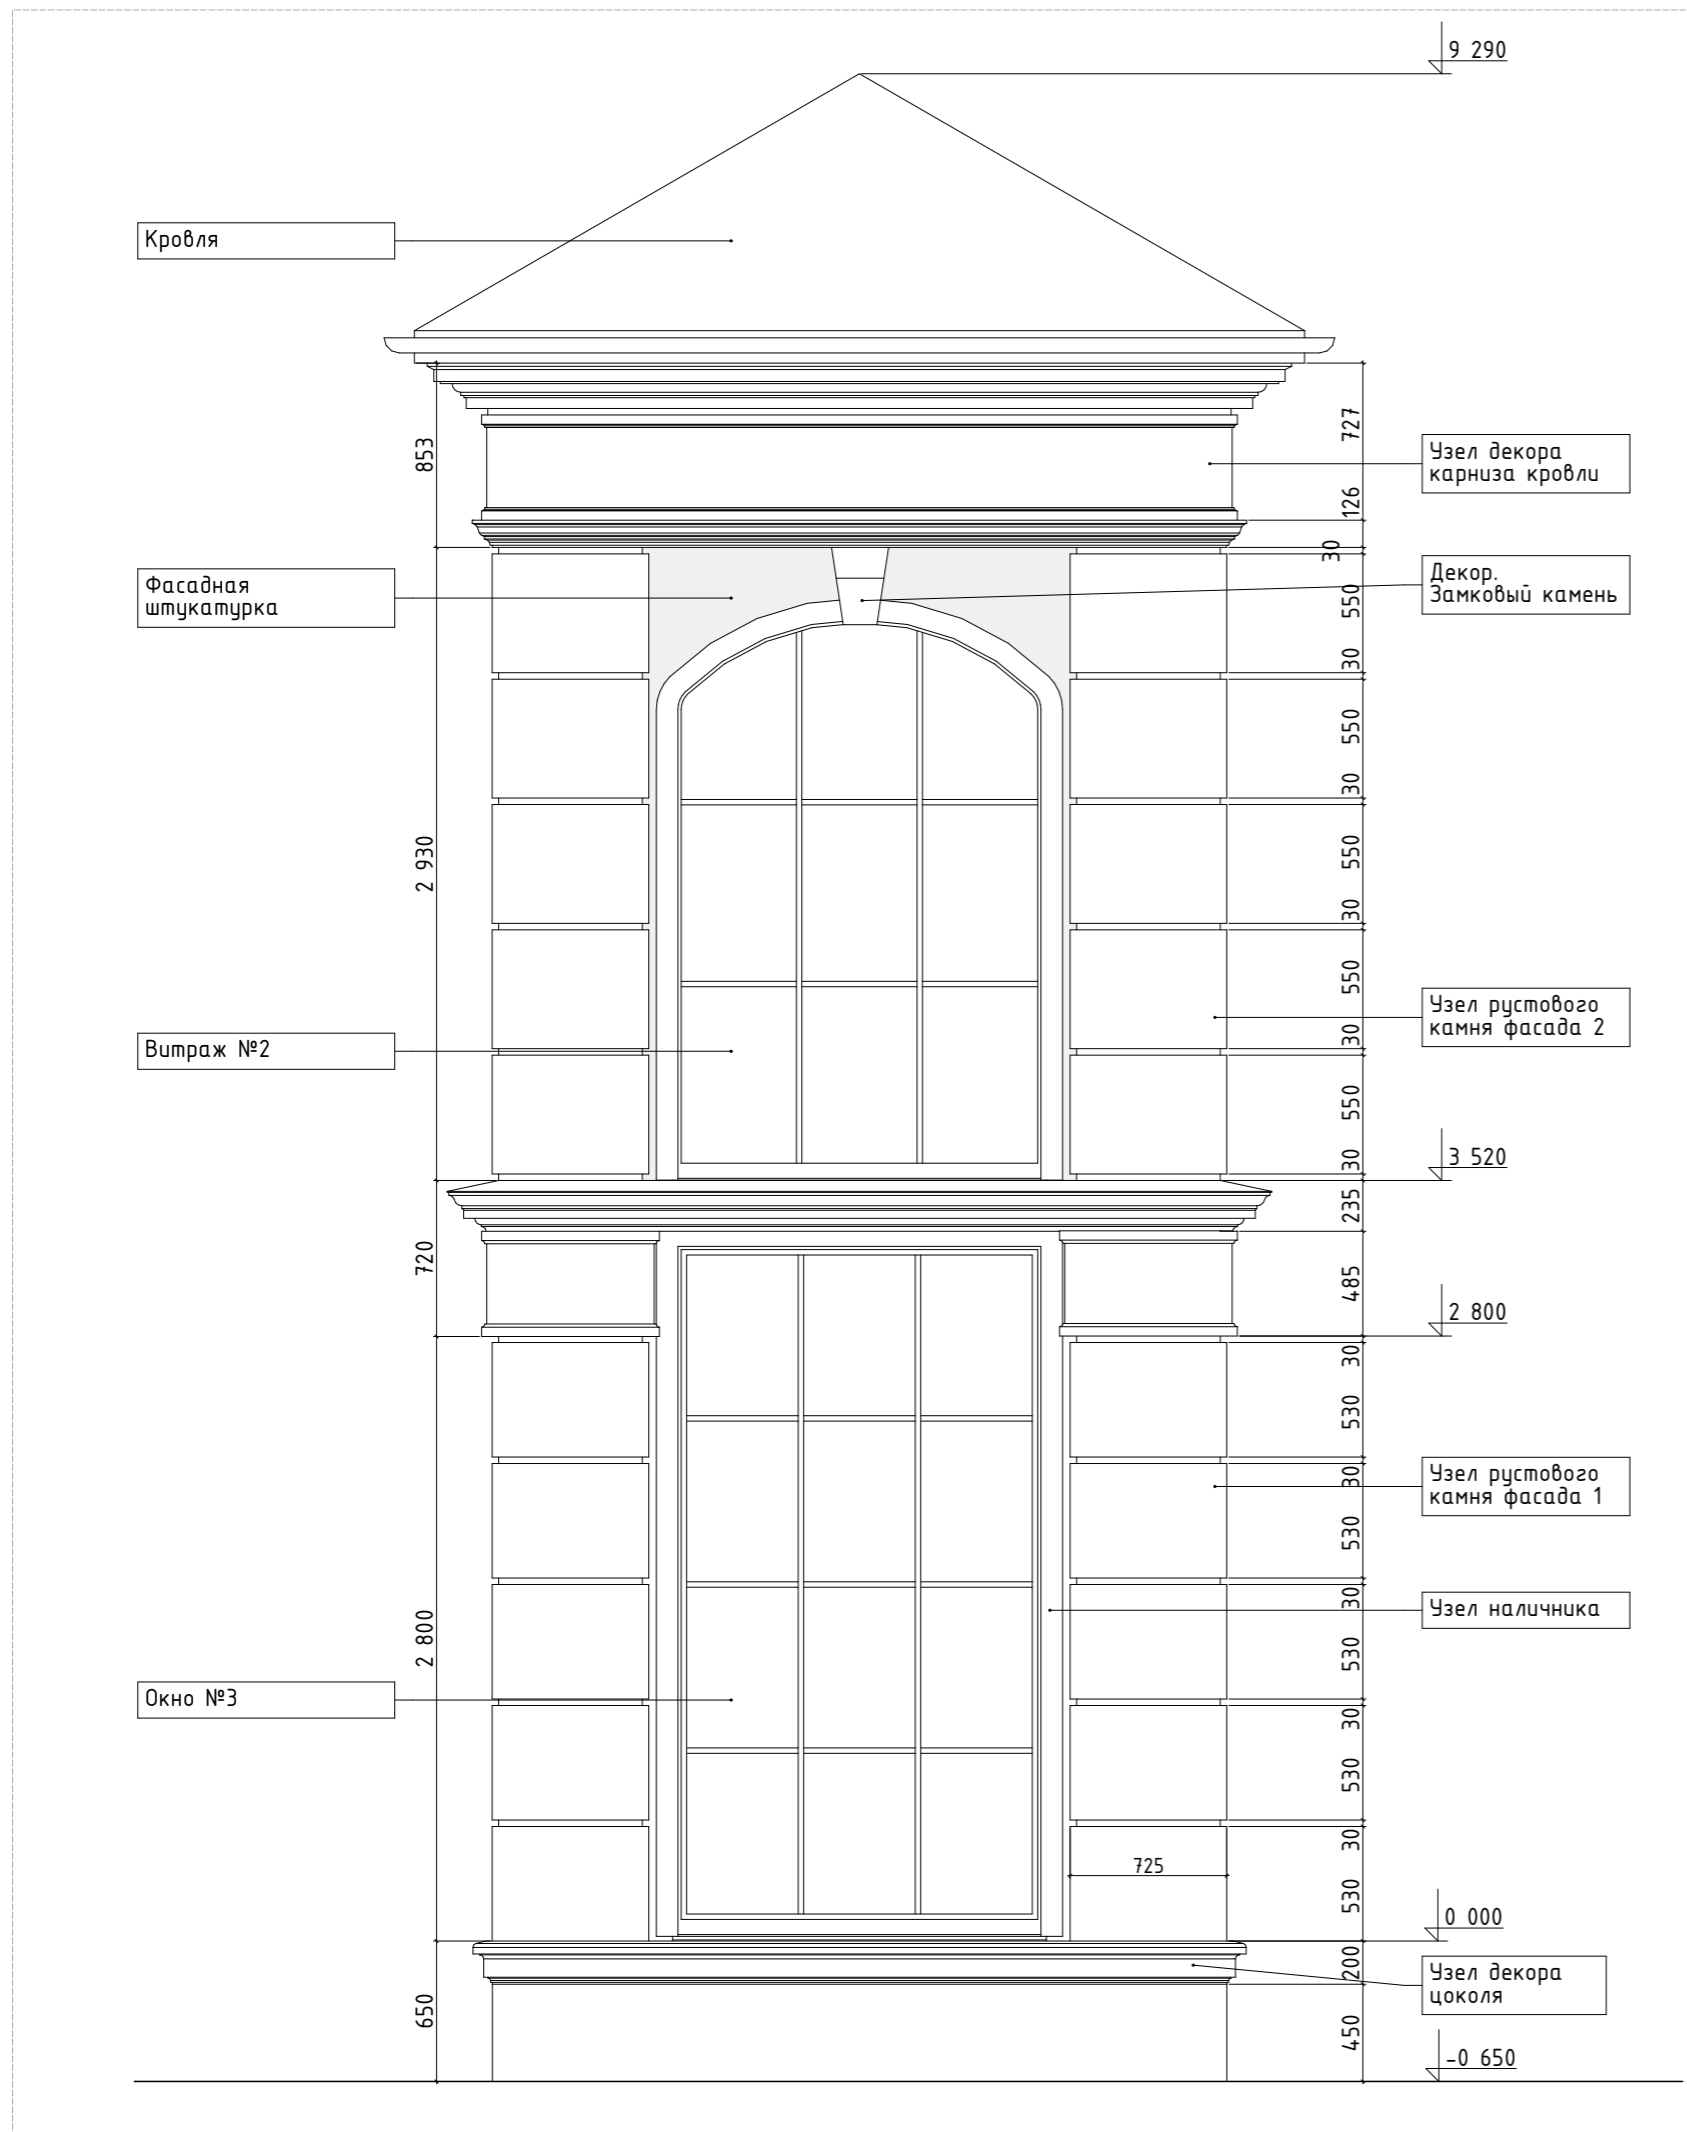 9 290
Кровля
727
853
Узел декора
карниза кровли
126
30
Фасадная
штукатурка
Декор.
Замковый камень
550
30
550
30
550
2 930
30
550
Узел рустового
камня фасада 2
30
Витраж №2
550
30
3 520
235
720
485
2 800
30
530
Узел рустового
камня фасада 1
30
530
30
Узел наличника
2 800
530
Окно №3
30
530
30
725
530
0 000
200
Узел декора
цоколя
650
450
-0 650